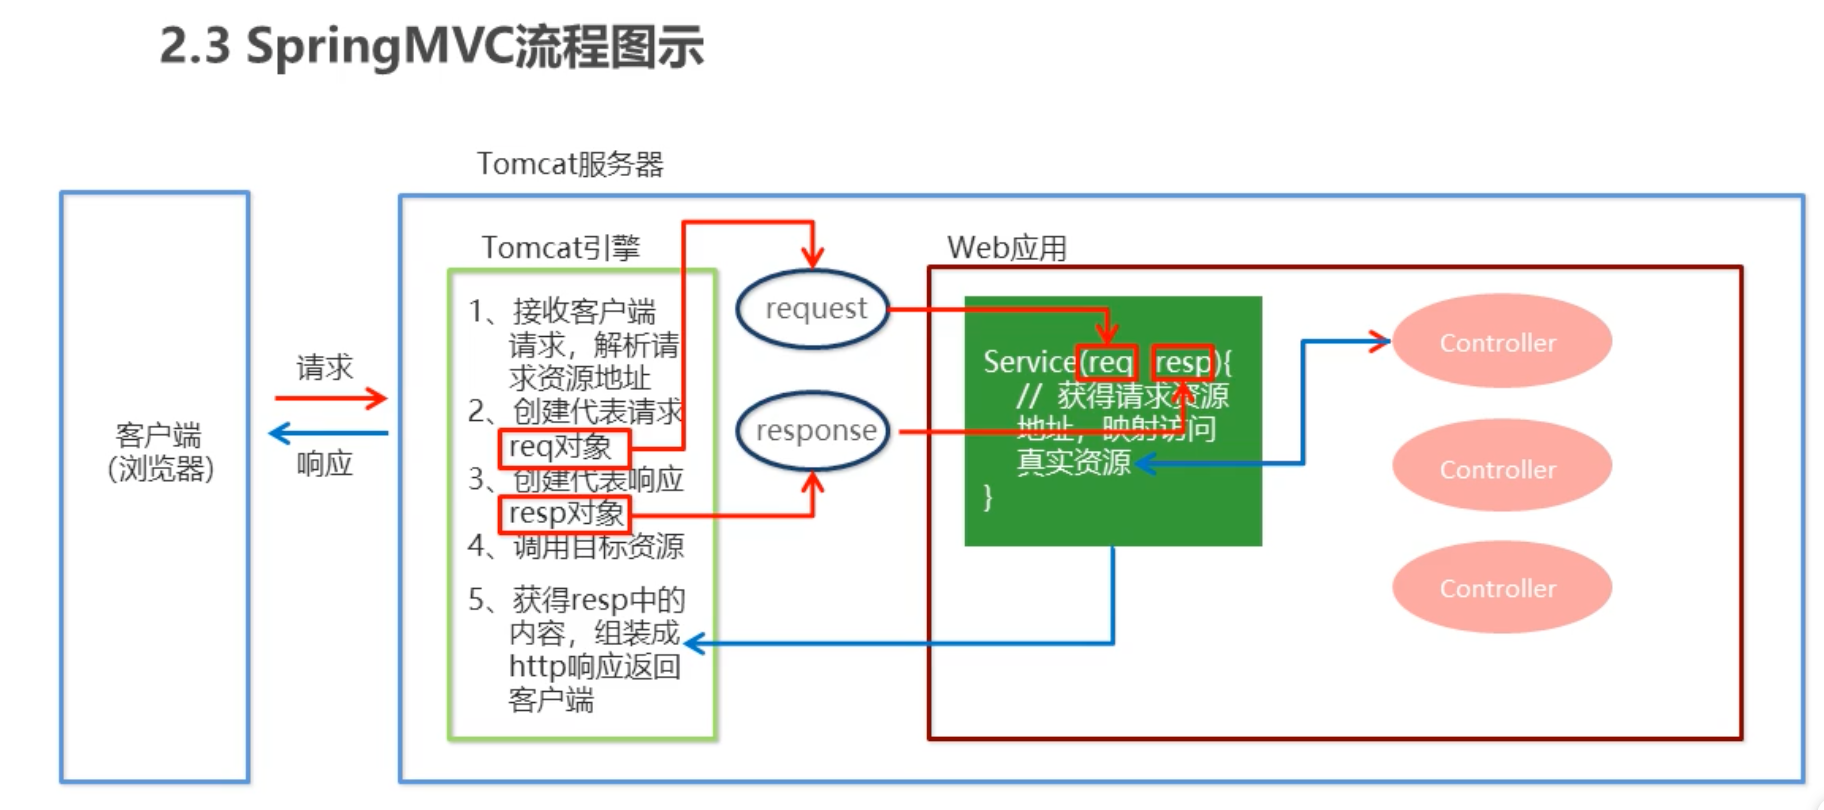 2.3 SpringMVC流程图示
Tomcat服务器
Tomcat引擎
Web应用
1、接收客户端
请求，解析请
求资源地址
2、创建代表请求
req对象
3、创建代表响应
resp对象
4、调用目标资源
5、获得resp中的
内容，组装成
http响应返回
客户端
请求
响应
客户端
(浏览器)
request
response
Service(req resp){
// 获得请求资源
地址，映射访问
真实资源
}
Controller
Controller
Controller